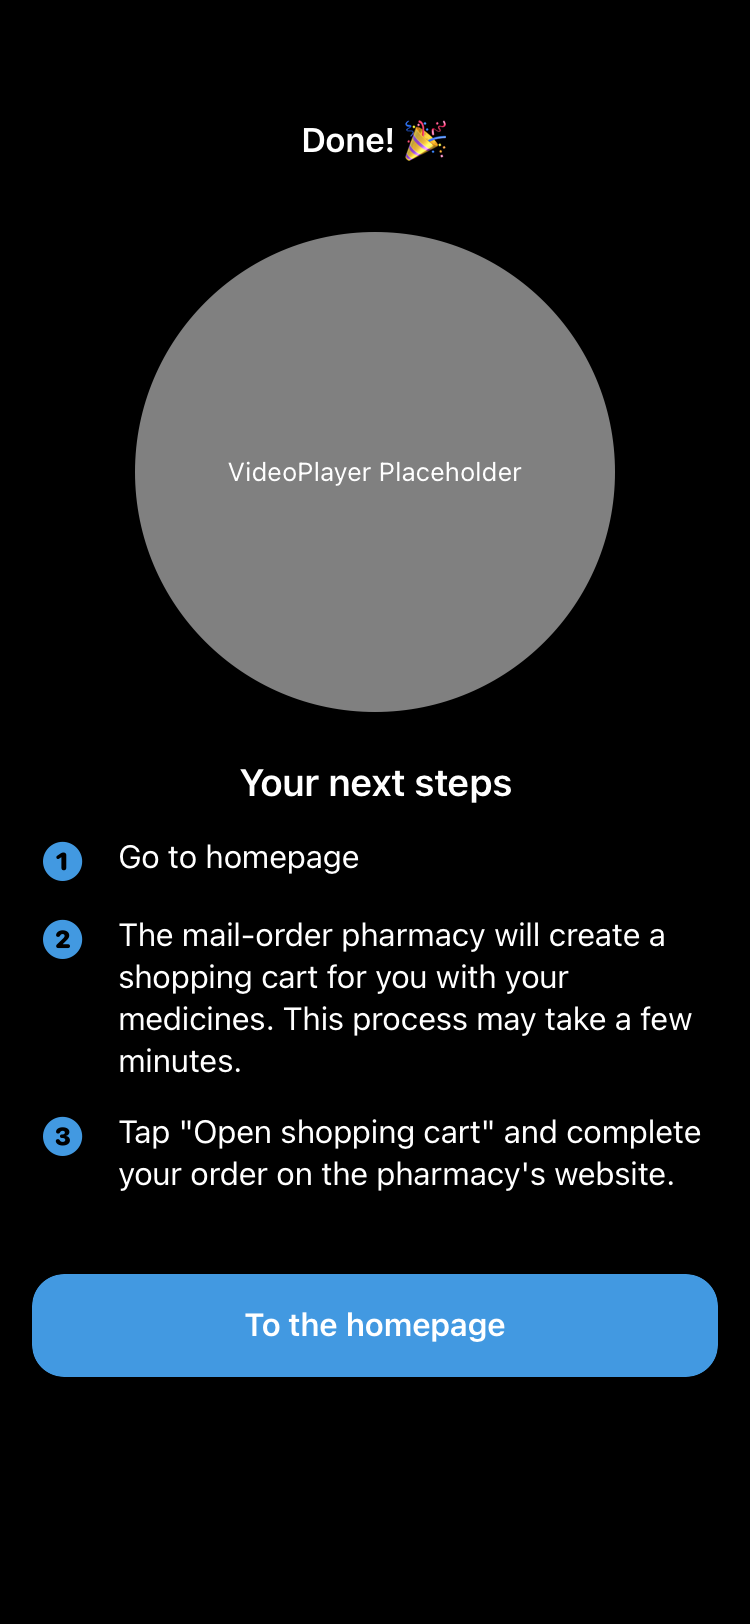 Done! 🎉
VideoPlayer Placeholder
Your next steps
1 Go to homepage
2 The mail-order pharmacy will create a
shopping cart for you with your
medicines. This process may take a few
minutes.
3 Tap "Open shopping cart" and complete
your order on the pharmacy's website.
To the homepage